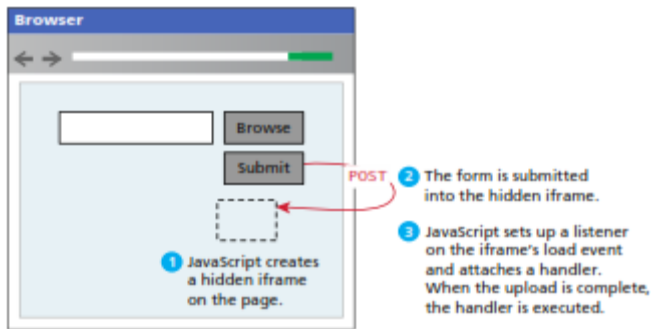 Browser
Browse
Submit
POST
2 The form is submitted
into the hidden iframe.
3 JavaScript sets up a listener
on the iframe's load event
and attaches a handler.
When the upload is complete,
the handler is executed.
1 JavaScript creates
a hidden iframe
on the page.